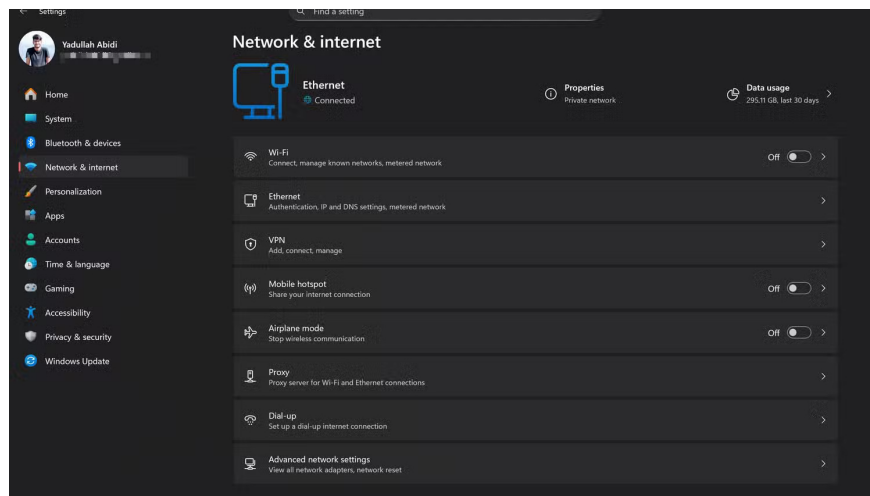 Settings
Find a setting
Yadullah Abidi
Home
System
Bluetooth & devices
Network & internet
Personalization
Apps
Accounts
Time & language
Gaming
Accessibility
Privacy & security
Windows Update
Network & internet
Ethernet
Connected
Properties
Private network
Data usage
295.11 GB, last 30 days
Wi-Fi
Connect, manage known networks, metered network
Off
Ethernet
Authentication, IP and DNS settings, metered network
VPN
Add, connect, manage
Mobile hotspot
Share your internet connection
Off
Airplane mode
Stop wireless communication
Off
Proxy
Proxy server for Wi-Fi and Ethernet connections
Dial-up
Set up a dial-up internet connection
Advanced network settings
View all network adapters, network reset